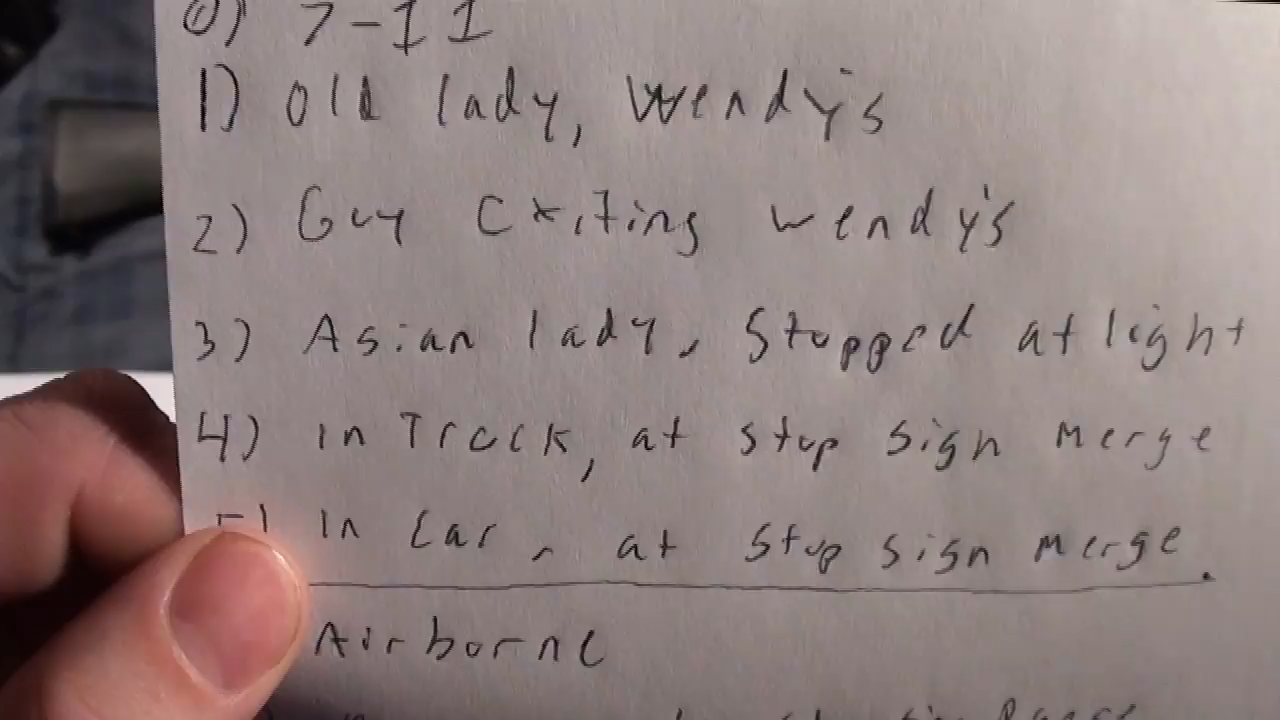 0) 7-11
1) Old lady, Wendy's
2) Guy Exiting Wendy's
3) Asian lady, Stopped at light
4) in Truck, at stop sign merge
in Car, at stop sign merge.
Airborne
Range